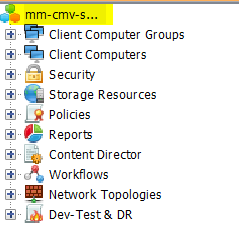 mm-cmv-s...
Client Computer Groups
Client Computers
Security
Storage Resources
Policies
Reports
Content Director
Workflows
Network Topologies
Dev-Test & DR